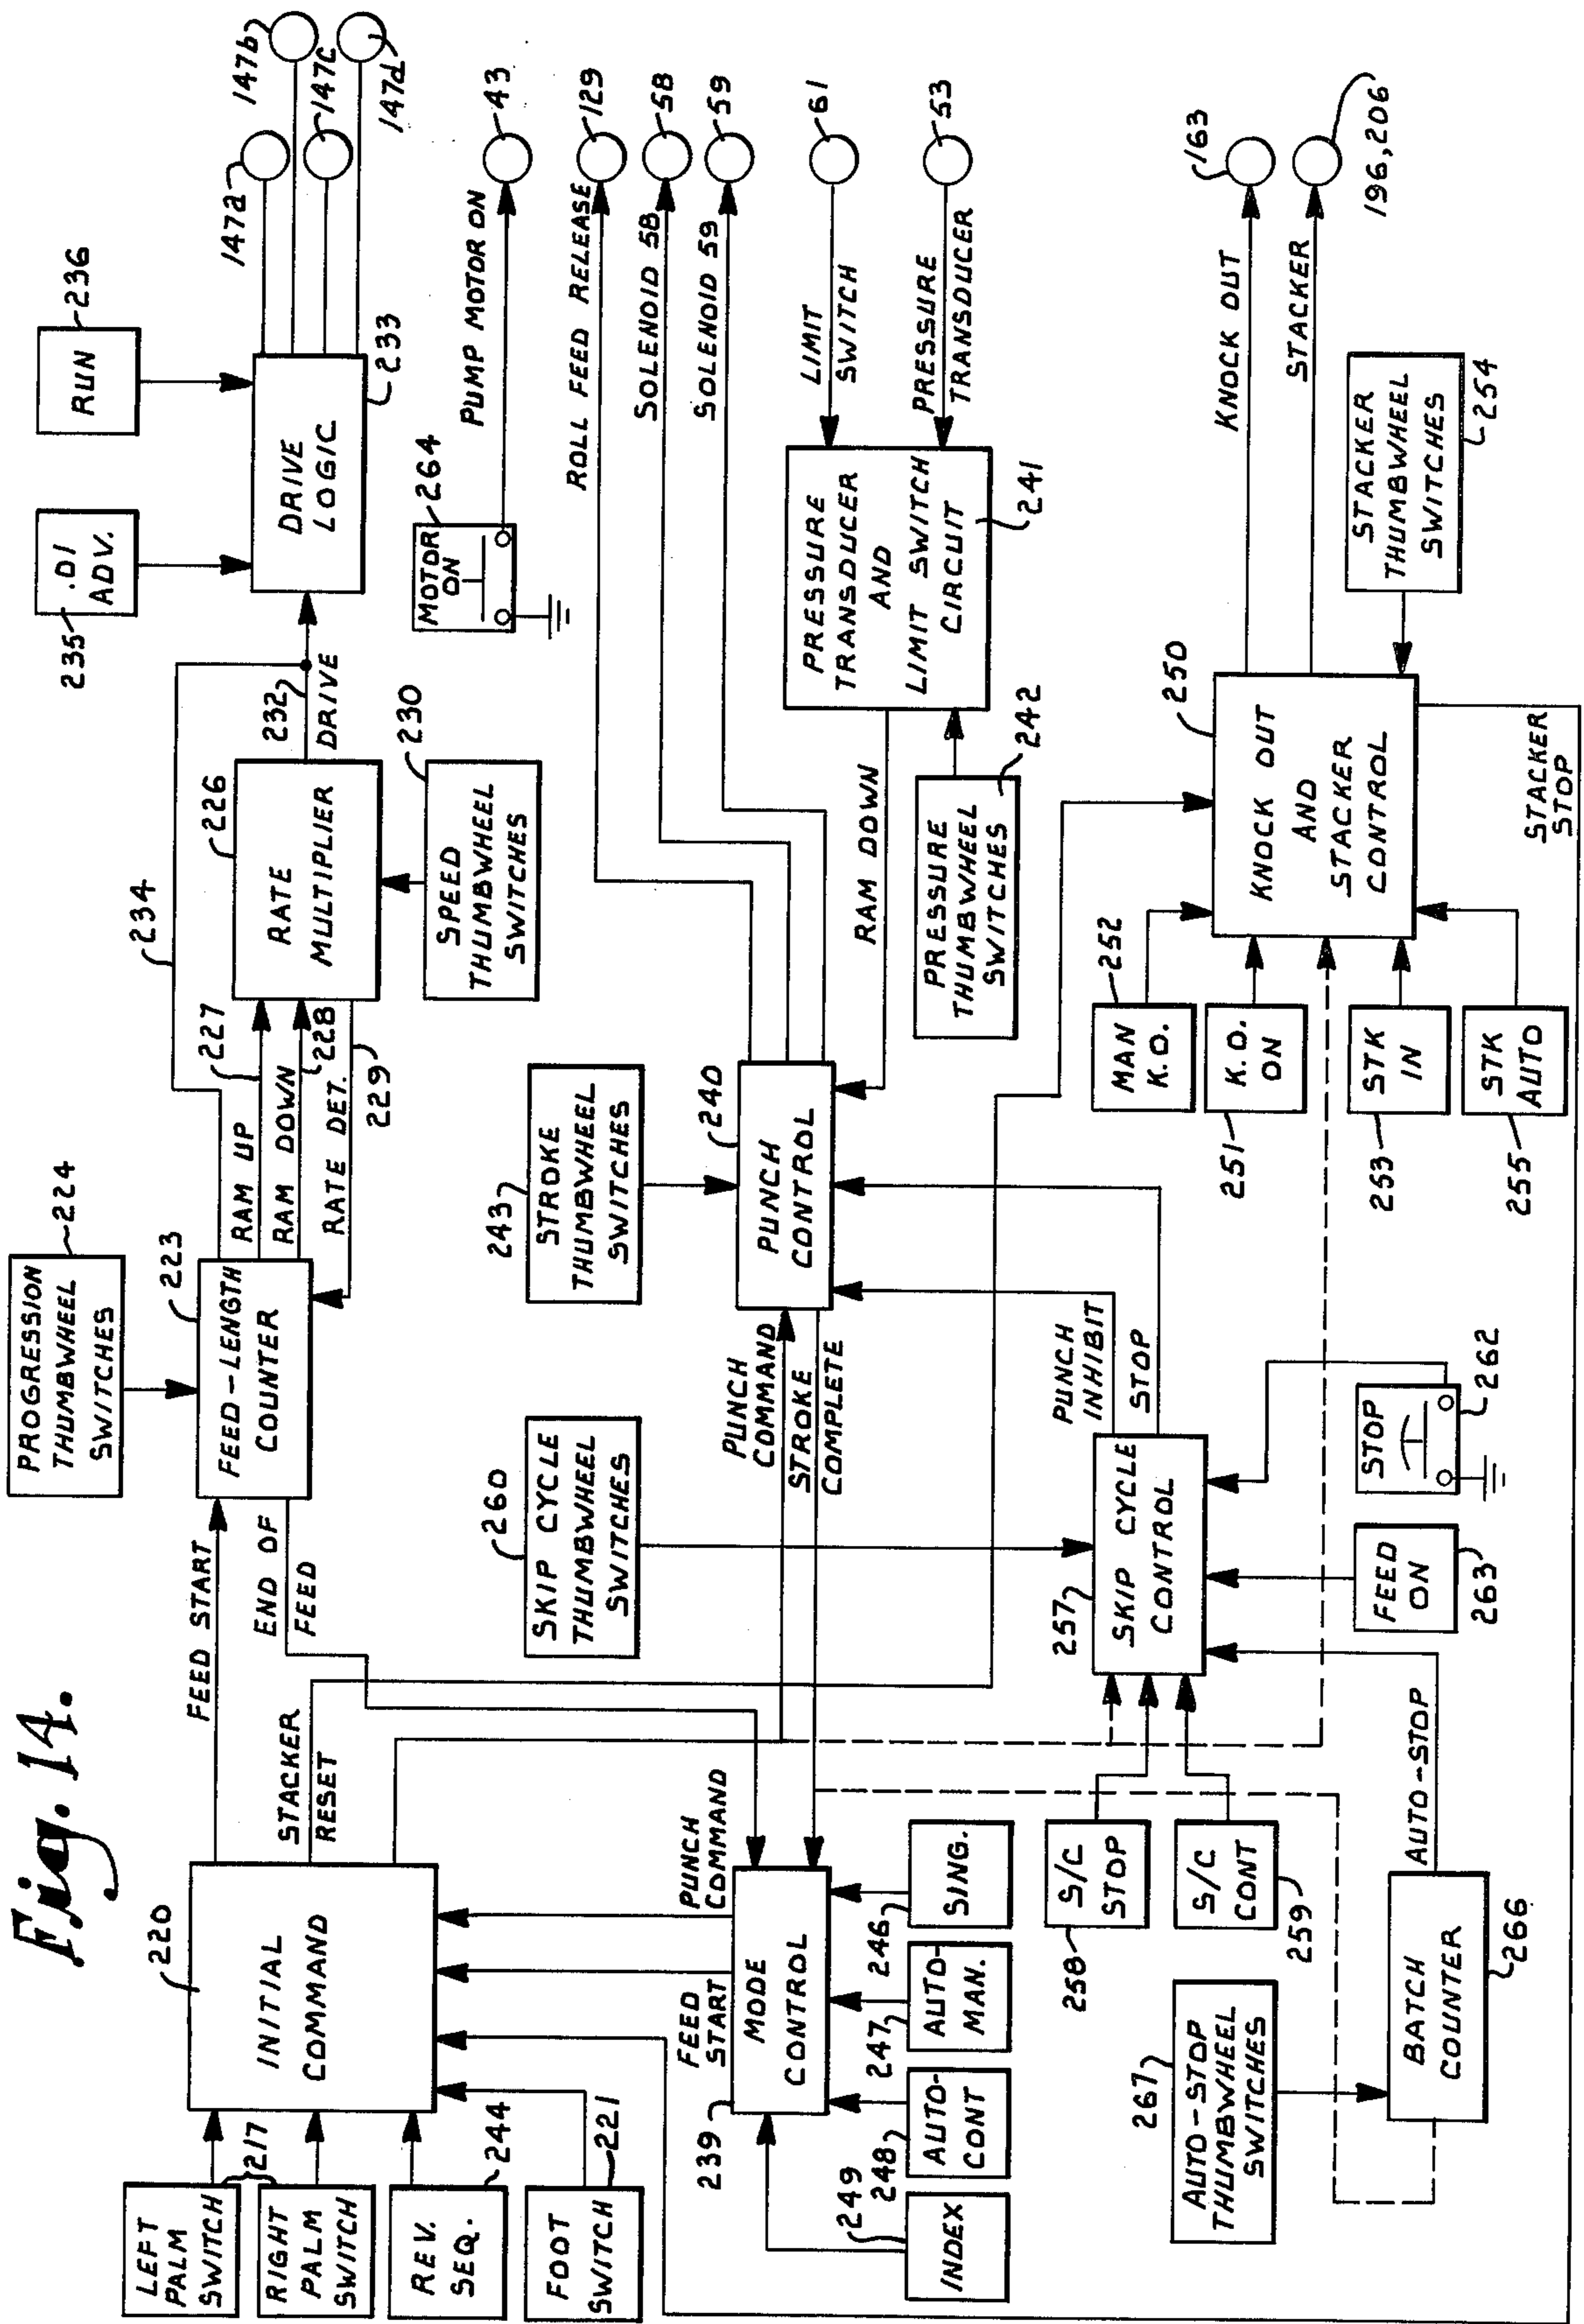 Fig. 14.
LEFT
PALM
SWITCH
217
RIGHT
PALM
SWITCH
REV.
SEQ.
244
FOOT
SWITCH
221
220
INITIAL
COMMAND
FEED START
END OF
FEED
STACKER
RESET
PROGRESSION
THUMBWHEEL
SWITCHES
224
223
FEED-LENGTH
COUNTER
RAM UP
227
RAM DOWN
228
RATE DET.
229
234
226
RATE
MULTIPLIER
230
SPEED
THUMBWHEEL
SWITCHES
232
DRIVE
235
.01
ADV.
RUN
236
DRIVE
LOGIC
233
147a
147b
147c
147d
MOTOR
ON
264
PUMP MOTOR ON
43
ROLL FEED RELEASE
129
SOLENOID 58
58
SOLENOID 59
59
LIMIT
SWITCH
61
PRESSURE
TRANSDUCER
53
PRESSURE
TRANSDUCER
AND
LIMIT SWITCH
CIRCUIT
241
PRESSURE
THUMBWHEEL
SWITCHES
242
RAM DOWN
243
STROKE
THUMBWHEEL
SWITCHES
240
PUNCH
CONTROL
PUNCH
COMMAND
STROKE
COMPLETE
260
SKIP CYCLE
THUMBWHEEL
SWITCHES
PUNCH
INHIBIT
STOP
257
SKIP CYCLE
CONTROL
STOP
262
FEED
ON
263
PUNCH
COMMAND
FEED
START
239
MODE
CONTROL
SING.
246
AUTO-
MAN.
247
AUTO-
CONT
248
INDEX
249
S/C
STOP
258
S/C
CONT
259
267
AUTO-STOP
THUMBWHEEL
SWITCHES
BATCH
COUNTER
266
AUTO-STOP
MAN
K.O.
252
K.O.
ON
251
STK
IN
253
STK
AUTO
255
250
KNOCK OUT
AND
STACKER
CONTROL
STACKER
THUMBWHEEL
SWITCHES
254
KNOCK OUT
163
STACKER
196,206
STACKER
STOP